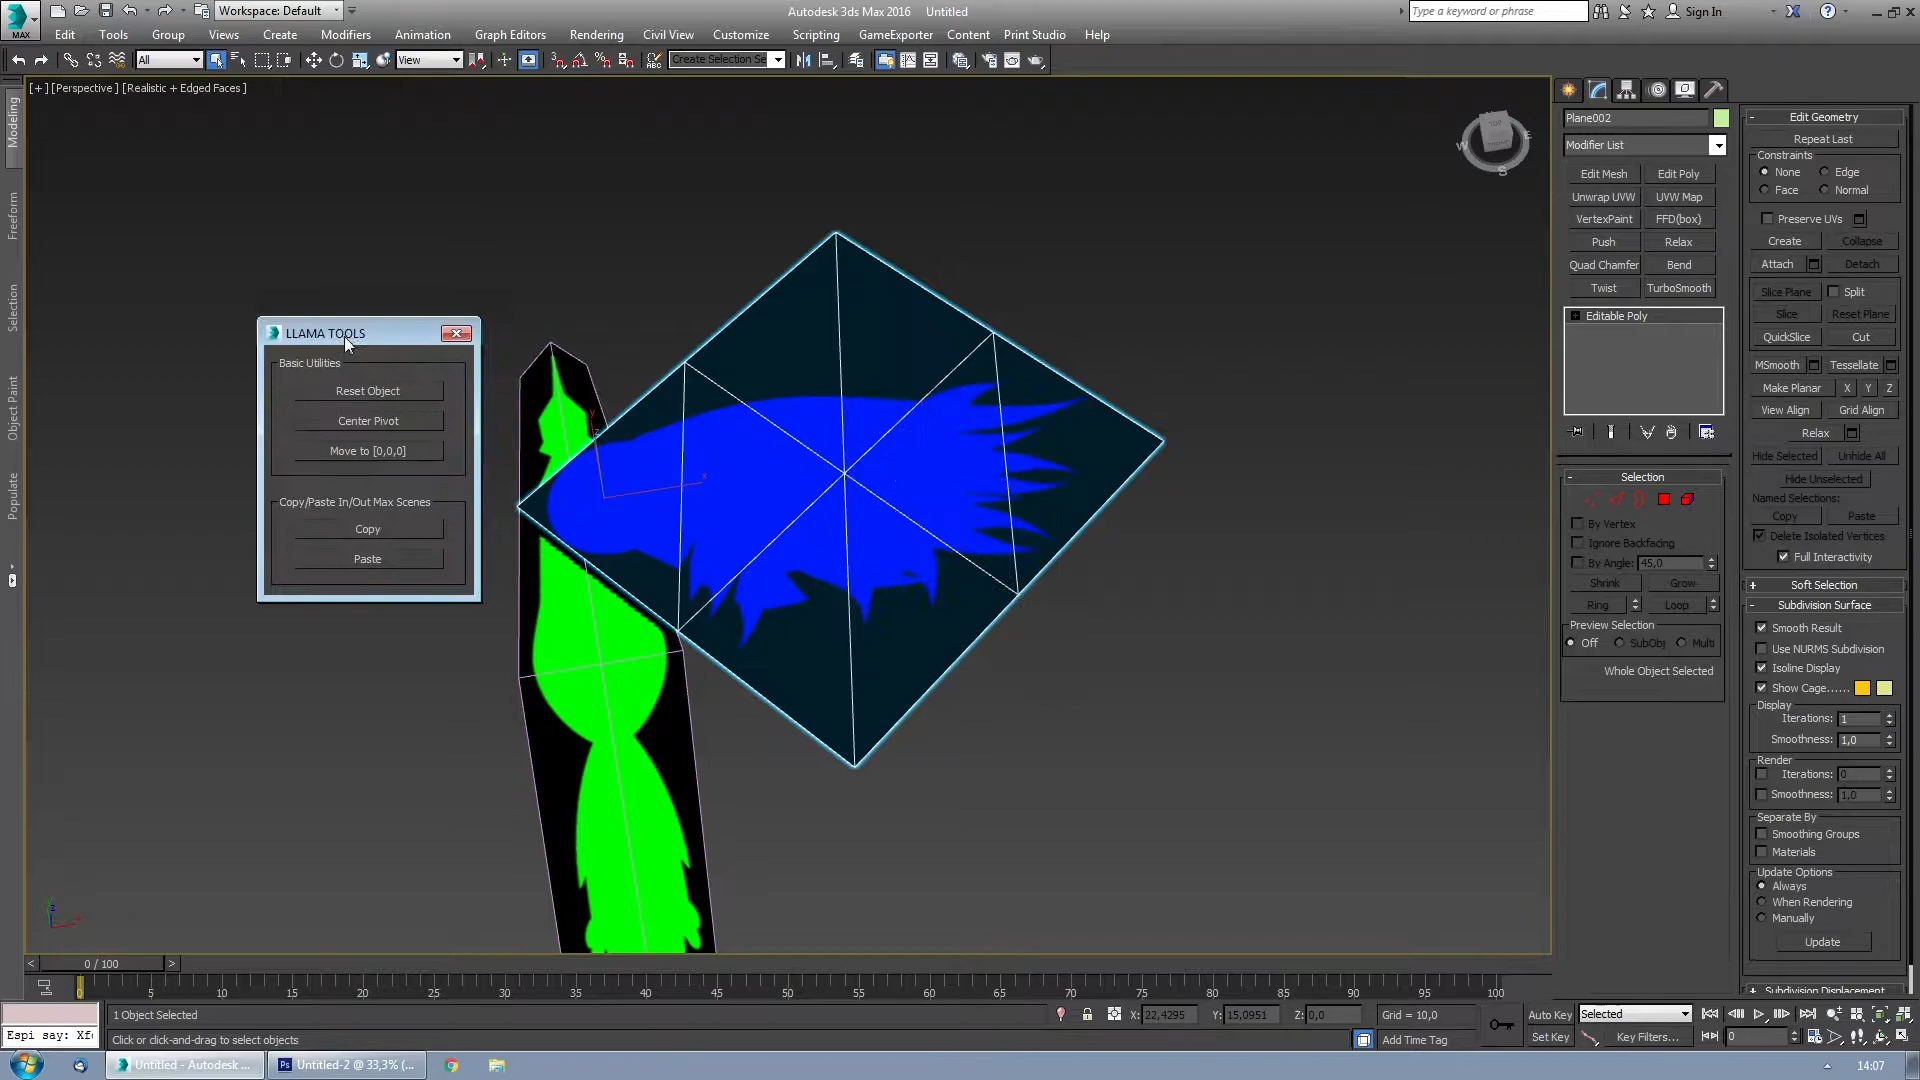 Workspace: Default
Autodesk 3ds Max 2016 Untitled
Type a keyword or phrase
Sign In
MAX
Edit Tools Group Views Create Modifiers Animation Graph Editors Rendering Civil View Customize Scripting GameExporter Content Print Studio Help
All
View
Create Selection Se
[+] [Perspective] [Realistic + Edged Faces]
Modeling
Freeform
Selection
Object Paint
Populate
LLAMA TOOLS
Basic Utilities
Reset Object
Center Pivot
Move to [0,0,0]
Copy/Paste In/Out Max Scenes
Copy
Paste
TOP
W
E
S
Plane002
Modifier List
Edit Mesh Edit Poly
Unwrap UVW UVW Map
VertexPaint FFD(box)
Push Relax
Quad Chamfer Bend
Twist TurboSmooth
Editable Poly
Selection
By Vertex
Ignore Backfacing
By Angle: 45,0
Shrink Grow
Ring Loop
Preview Selection
Off SubObj Multi
Whole Object Selected
Edit Geometry
Repeat Last
Constraints
None Edge
Face Normal
Preserve UVs
Create Collapse
Attach Detach
Slice Plane Split
Slice Reset Plane
QuickSlice Cut
MSmooth Tessellate
Make Planar X Y Z
View Align Grid Align
Relax
Hide Selected Unhide All
Hide Unselected
Named Selections:
Copy Paste
Delete Isolated Vertices
Full Interactivity
+ Soft Selection
- Subdivision Surface
Smooth Result
Use NURMS Subdivision
Isoline Display
Show Cage......
Display
Iterations: 1
Smoothness: 1,0
Render
Iterations: 0
Smoothness: 1,0
Separate By
Smoothing Groups
Materials
Update Options
Always
When Rendering
Manually
Update
+ Subdivision Displacement
< 0 / 100 >
0 5 10 15 20 25 30 35 40 45 50 55 60 65 70 75 80 85 90 95 100
1 Object Selected
X: 22,4295 Y: 15,0951 Z: 0,0 Grid = 10,0
Auto Key Selected
Espi say: Xf
Click or click-and-drag to select objects
Add Time Tag
Set Key Key Filters... 0
Untitled - Autodesk ...
Ps Untitled-2 @ 33,3% (...
14:07